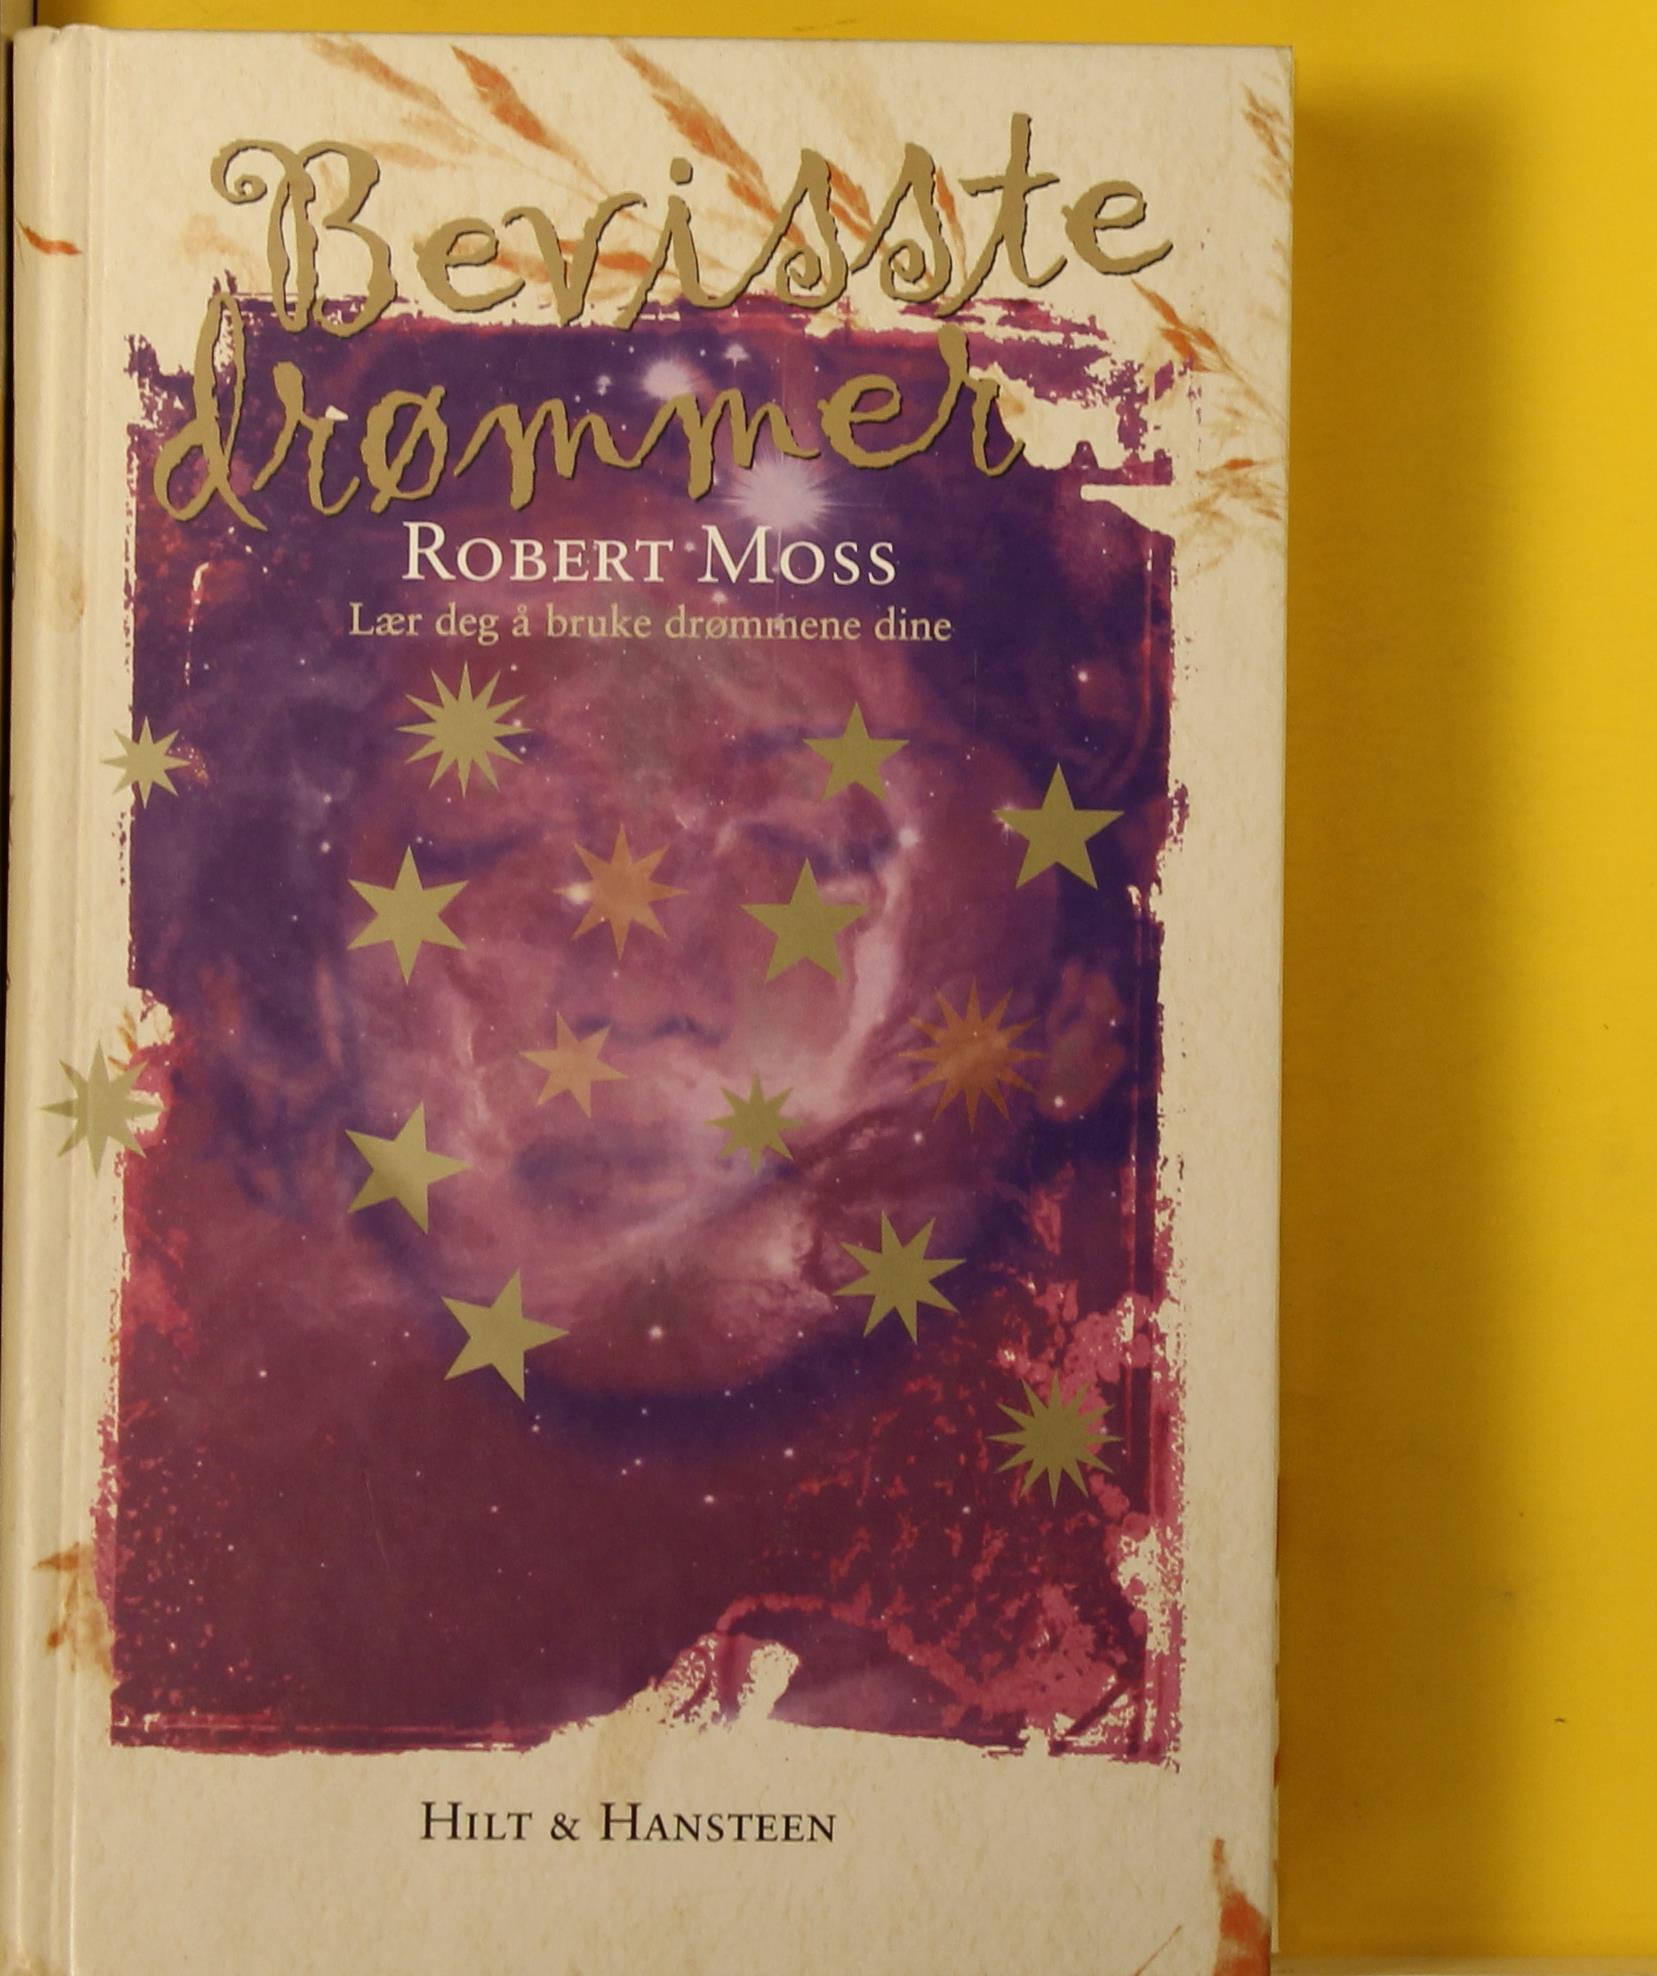 Bevisste
drømmer
ROBERT MOSS
Lær deg å bruke drømmene dine
HILT & HANSTEEN